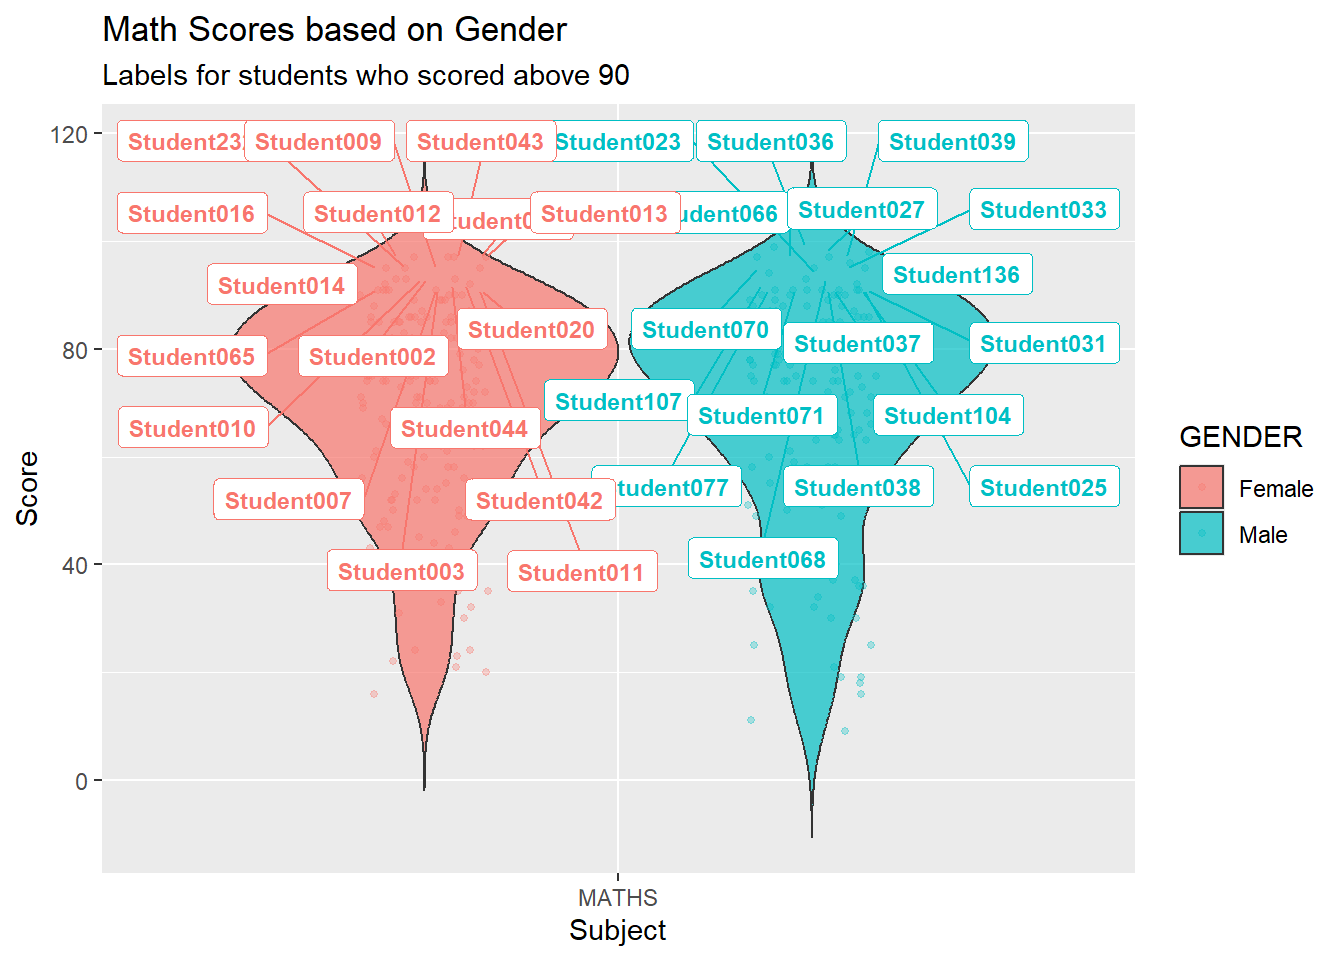 Math Scores based on Gender
Labels for students who scored above 90
120
Student009
Student043
Student023
Student036
Student039
Student016
Student012
Student013
Student027
Student033
Student014
Student136
80
Student065
Student002
Student020
Student070
Student037
Student031
Student010
Student044
Student107
Student071
Student104
Student007
Student042
Student038
Student025
40
Student003
Student011
Student068
0
Score
MATHS
Subject
GENDER
Female
Male